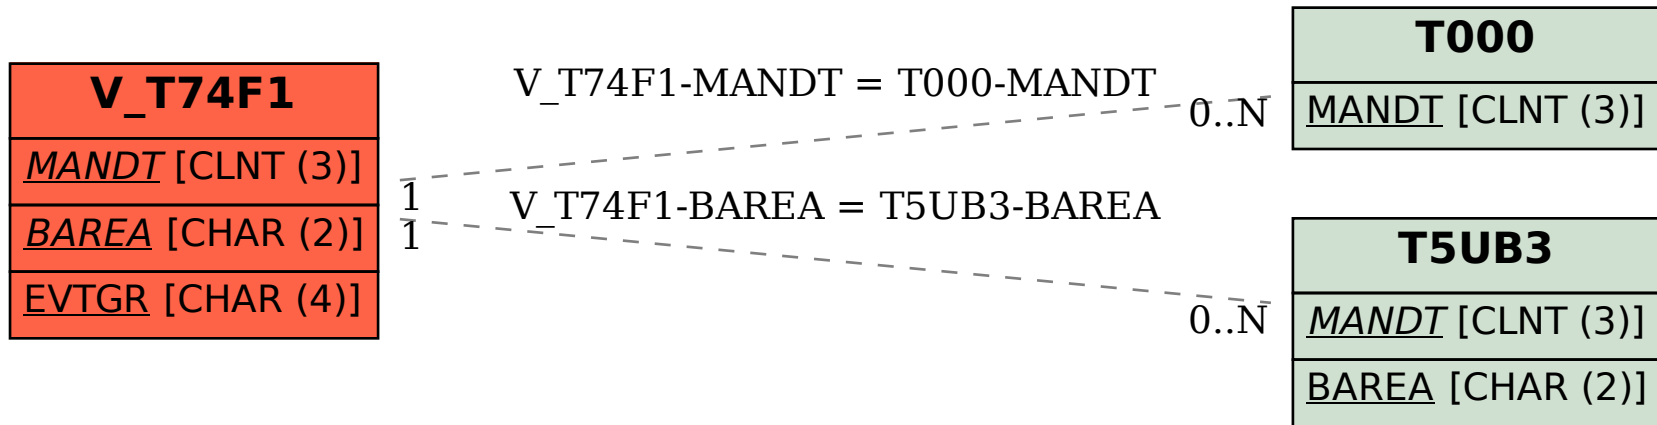 V_T74F1
MANDT [CLNT (3)]
BAREA [CHAR (2)]
EVTGR [CHAR (4)]
V_T74F1-MANDT = T000-MANDT
0..N
1
V_T74F1-BAREA = T5UB3-BAREA
1
0..N
T000
MANDT [CLNT (3)]
T5UB3
MANDT [CLNT (3)]
BAREA [CHAR (2)]